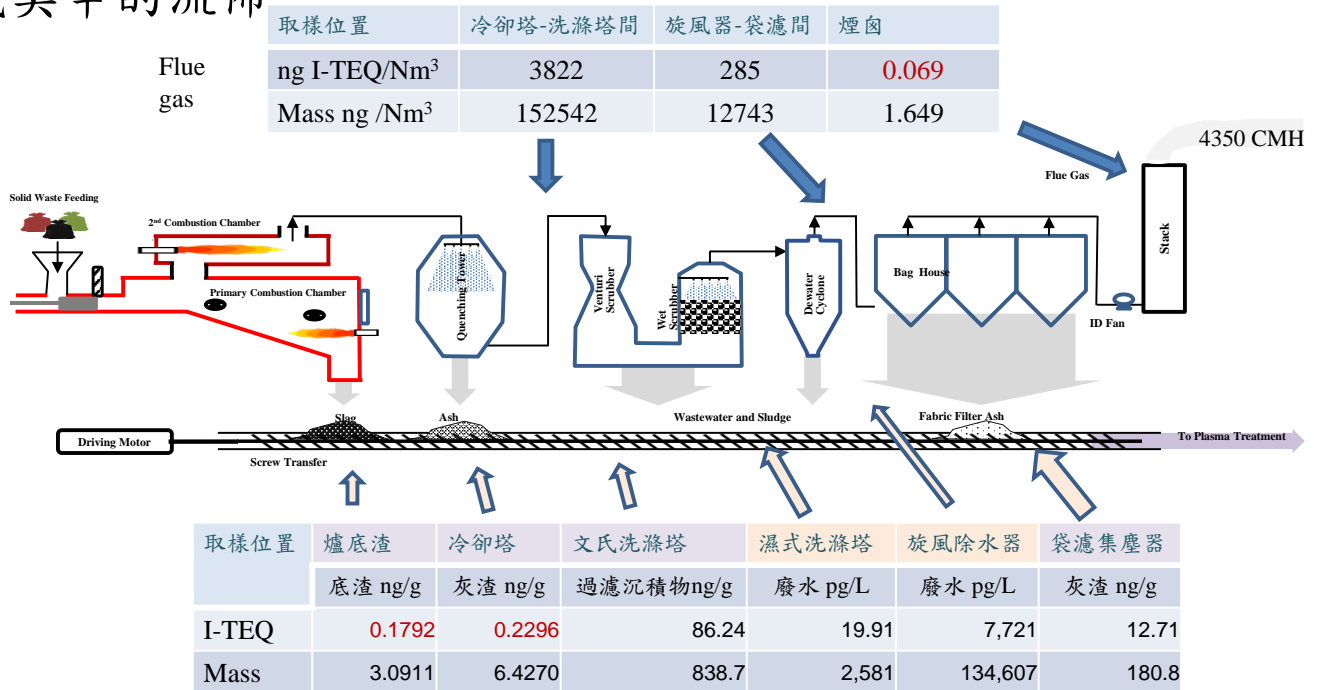 的流佈
取樣位置 冷卻塔-洗滌塔間 旋風器-袋濾間 煙囪
Flue gas
ng I-TEQ/Nm3 3822 285 0.069
Mass ng /Nm3 152542 12743 1.649
4350 CMH
Flue Gas
Solid Waste Feeding
2nd Combustion Chamber
Primary Combustion Chamber
Quenching Tower
Venturi Scrubber
Wet Scrubber
Dewater Cyclone
Bag House
ID Fan
Stack
Slag
Ash
Wastewater and Sludge
Fabric Filter Ash
Driving Motor
To Plasma Treatment
Screw Transfer
取樣位置 爐底渣 冷卻塔 文氏洗滌塔 濕式洗滌塔 旋風除水器 袋濾集塵器
底渣 ng/g 灰渣 ng/g 過濾沉積物ng/g 廢水 pg/L 廢水 pg/L 灰渣 ng/g
I-TEQ 0.1792 0.2296 86.24 19.91 7,721 12.71
Mass 3.0911 6.4270 838.7 2,581 134,607 180.8